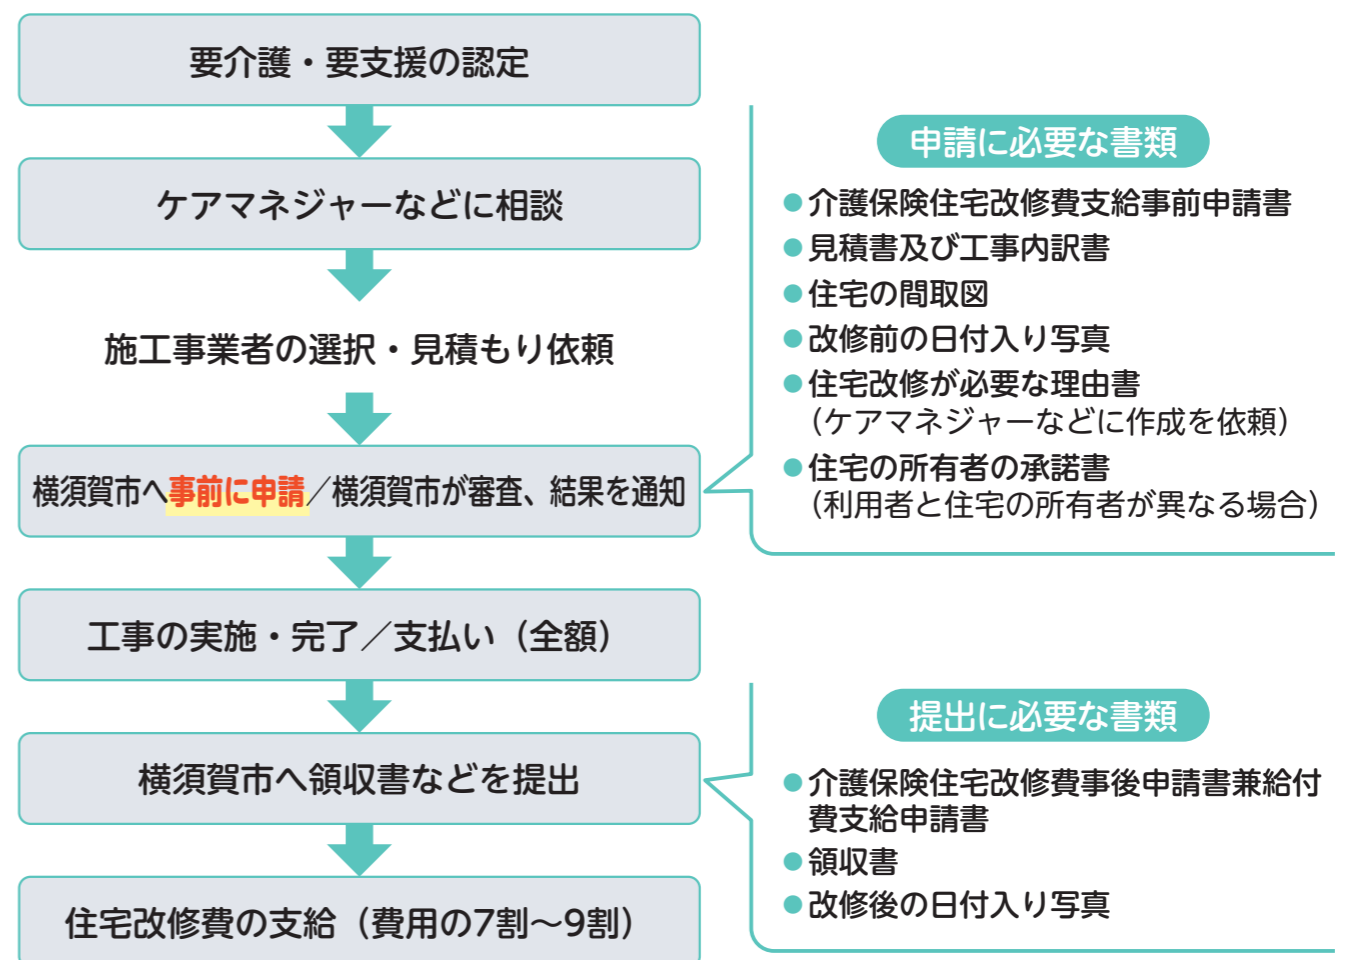 要介護・要支援の認定
ケアマネジャーなどに相談
施工事業者の選択・見積もり依頼
横須賀市へ事前に申請／横須賀市が審査、結果を通知
申請に必要な書類
●介護保険住宅改修費支給事前申請書
●見積書及び工事内訳書
●住宅の間取図
●改修前の日付入り写真
●住宅改修が必要な理由書
（ケアマネジャーなどに作成を依頼）
●住宅の所有者の承諾書
（利用者と住宅の所有者が異なる場合）
工事の実施・完了／支払い（全額）
横須賀市へ領収書などを提出
提出に必要な書類
●介護保険住宅改修費事後申請書兼給付
費支給申請書
●領収書
●改修後の日付入り写真
住宅改修費の支給（費用の7割～9割）